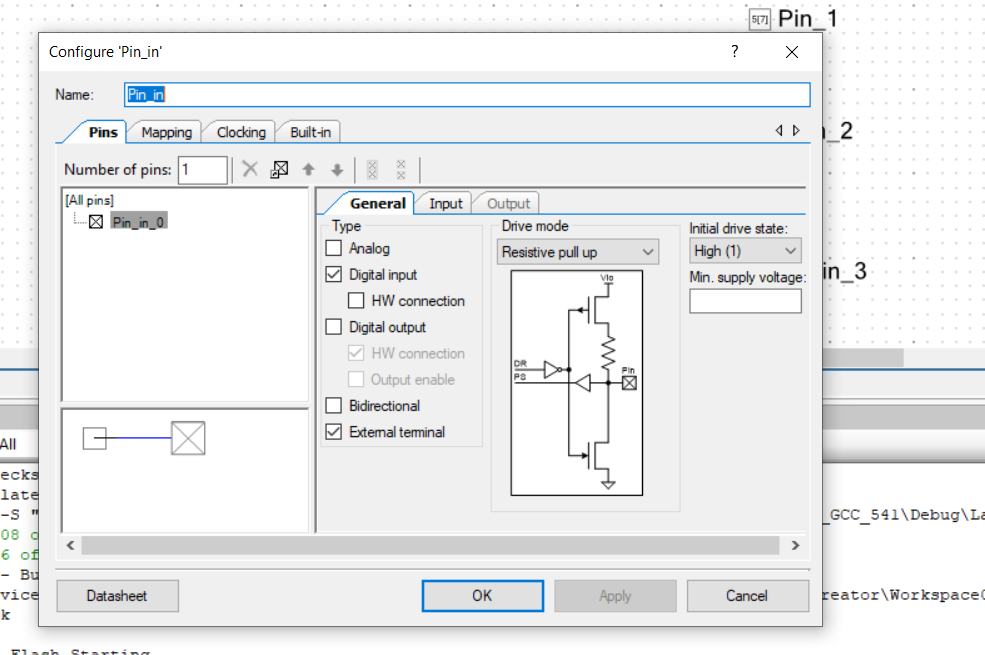 5[7] Pin_1
Configure 'Pin_in' ?
Name: Pin_in
Pins Mapping Clocking Built-in
_2
Number of pins: 1
[All pins]
Pin_in_0
General Input Output
Type
Analog
Digital input
HW connection
Digital output
HW connection
Output enable
Bidirectional
External terminal
Drive mode
Resistive pull up
Vio
DR
PS
Pin
Initial drive state:
High (1)
Min. supply voltage:
in_3
All
ecks
late
-S "
_GCC_541\Debug\La
08 o
6 of
- Bu
vice
reator\Workspace
k
Datasheet OK Apply Cancel
Flash Starting